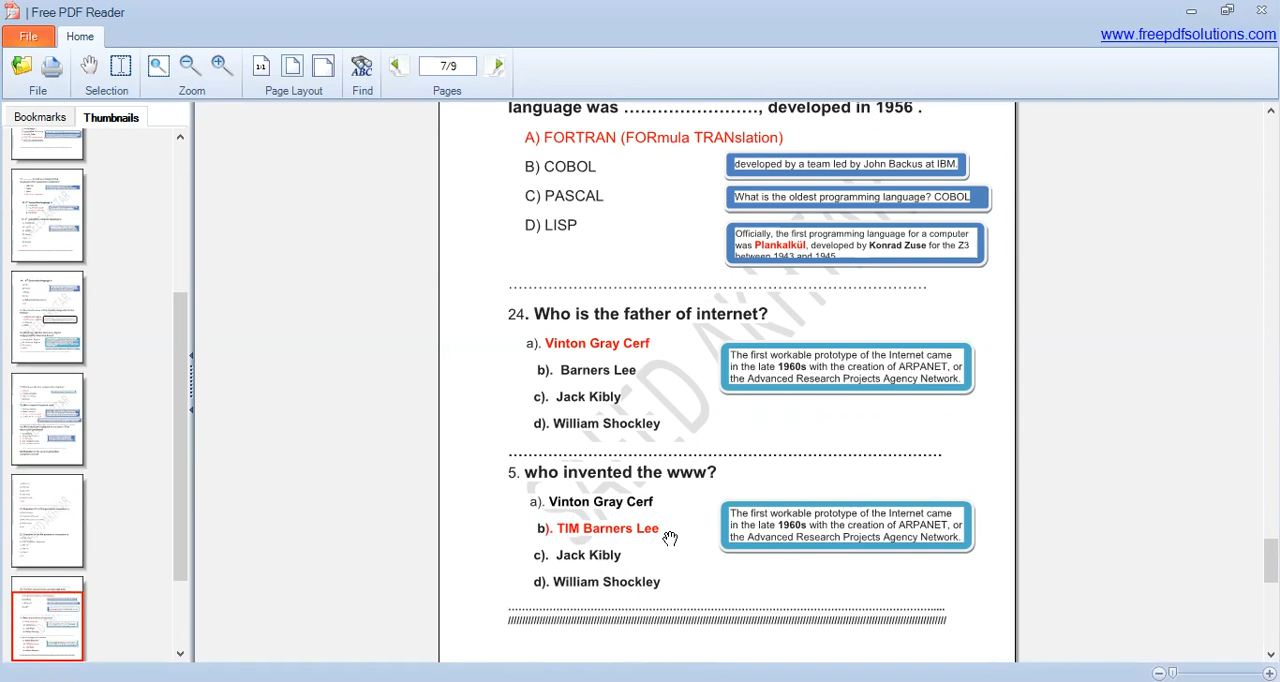 | Free PDF Reader
www.freepdfsolutions.com
File Home
1:1 ABC 7/9
File Selection Zoom Page Layout Find Pages
Bookmarks Thumbnails
language was ......................, developed in 1956 .
A) FORTRAN (FORmula TRANslation)
B) COBOL
C) PASCAL
D) LISP
developed by a team led by John Backus at IBM.
What is the oldest programming language? COBOL
Officially, the first programming language for a computer
was Plankalkül, developed by Konrad Zuse for the Z3
between 1943 and 1945.
24. Who is the father of internet?
a). Vinton Gray Cerf
b). Barners Lee
c). Jack Kibly
d). William Shockley
The first workable prototype of the Internet came
in the late 1960s with the creation of ARPANET, or
the Advanced Research Projects Agency Network.
5. who invented the www?
a). Vinton Gray Cerf
b). TIM Barners Lee
c). Jack Kibly
d). William Shockley
The first workable prototype of the Internet came
in the late 1960s with the creation of ARPANET, or
the Advanced Research Projects Agency Network.